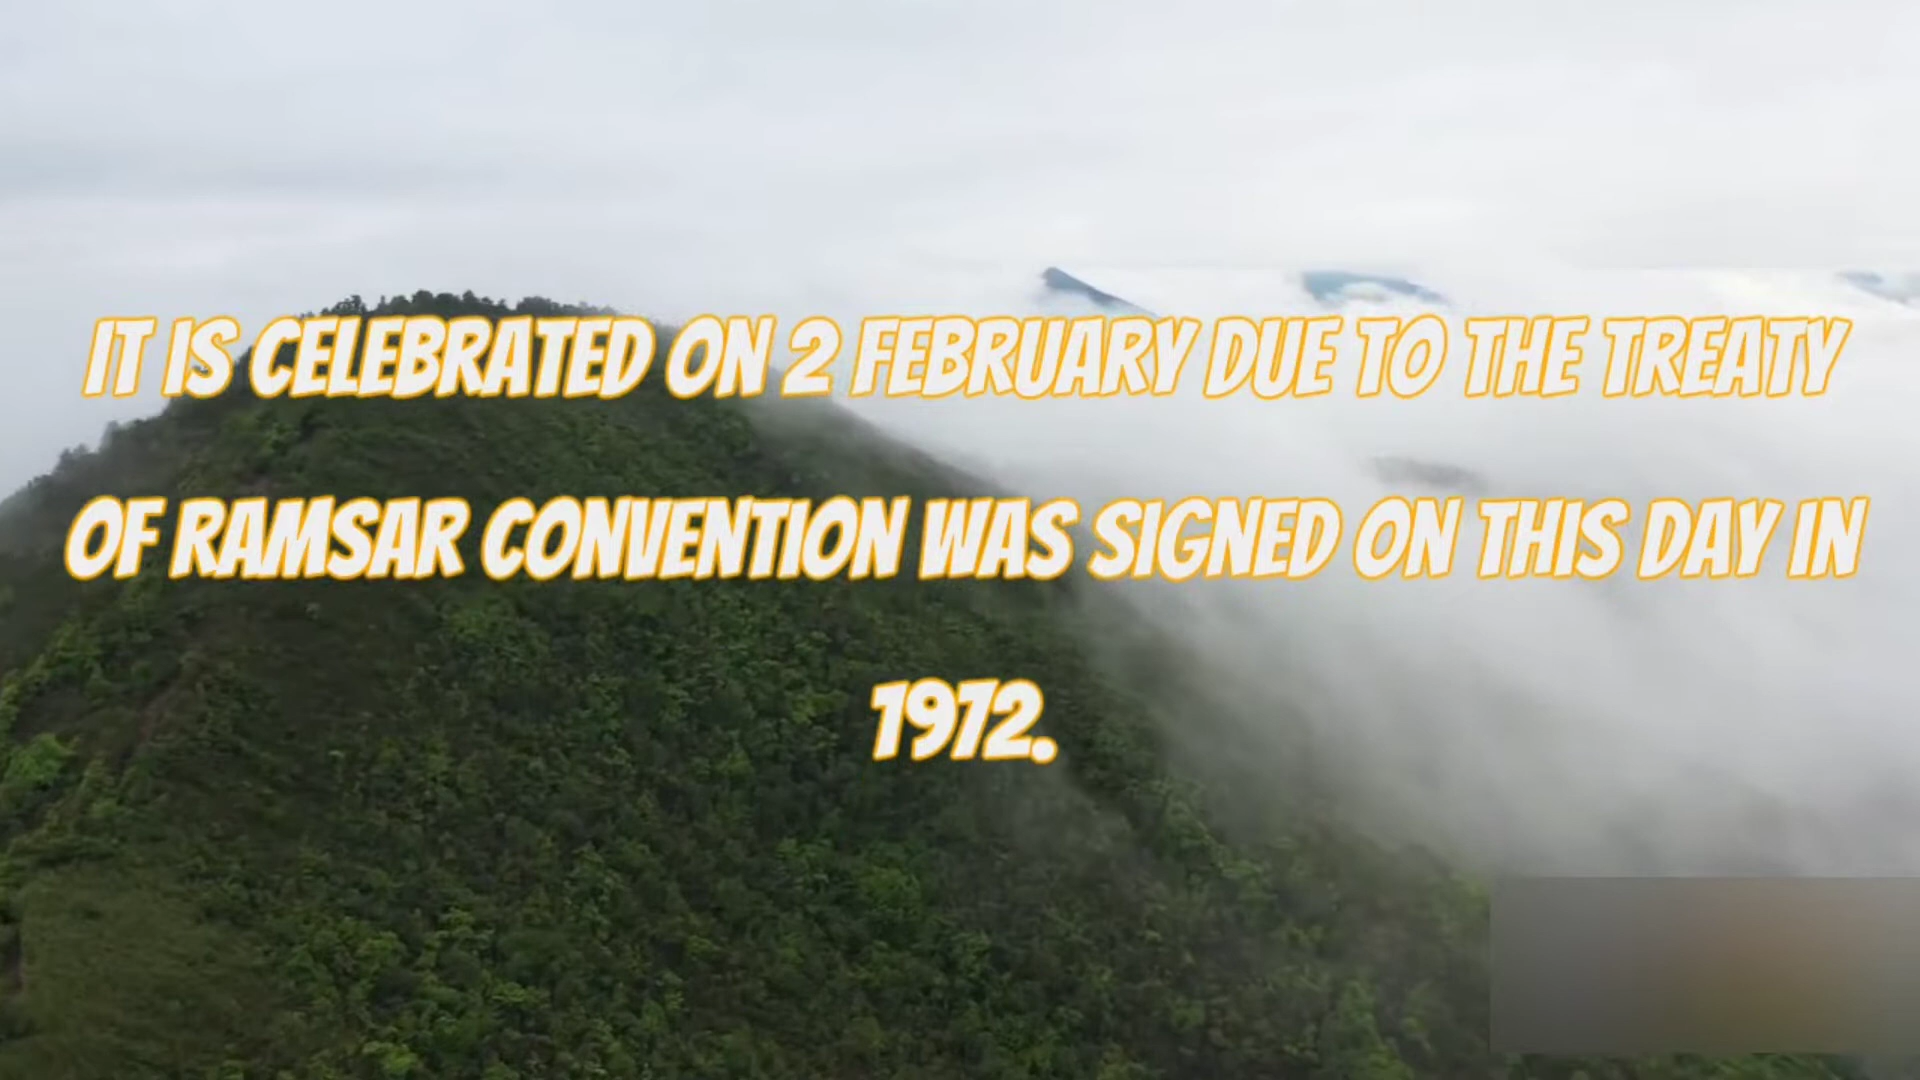 IT IS CELEBRATED ON 2 FEBRUARY DUE TO THE TREATY
OF RAMSAR CONVENTION WAS SIGNED ON THIS DAY IN
1972.